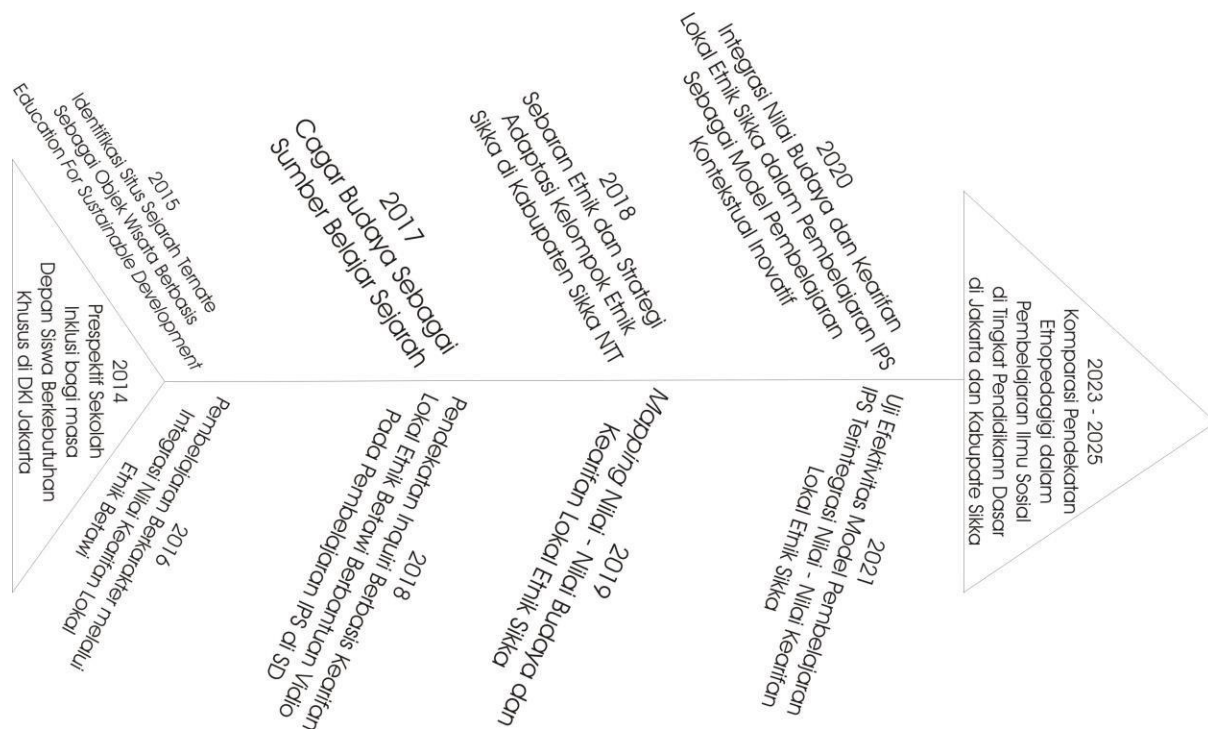 2014
Prespektif Sekolah
Inklusi bagi masa
Depan Siswa Berkebutuhan
Khusus di DKI Jakarta
2015
Identifikasi Situs Sejarah Ternate
Sebagai Objek Wisata Berbasis
Education For Sustainable Development
2016
Pembelajaran Berkarakter melalui
Integrasi Nilai Kearifan Lokal
Etnik Betawi
2017
Cagar Budaya Sebagai
Sumber Belajar Sejarah
2018
Pendekatan Inquiri Berbasis Kearifan
Lokal Etnik Betawi Berbantuan Vidio
Pada Pembelajaran IPS di SD
2018
Sebaran Etnik dan Strategi
Adaptasi Kelompok Etnik
Sikka di Kabupaten Sikka NTT
2019
Mapping Nilai - Nilai Budaya dan
Kearifan Lokal Etnik Sikka
2020
Integrasi Nilai Budaya dan Kearifan
Lokal Etnik Sikka dalam Pembelajaran IPS
Sebagai Model Pembelajaran
Kontekstual Inovatif
2021
Uji Efektivitas Model Pembelajaran
IPS Terintegrasi Nilai - Nilai Kearifan
Lokal Etnik Sikka
2023 - 2025
Komparasi Pendekatan
Etnopedagigi dalam
Pembelajaran Ilmu Sosial
di Tingkat Pendidikann Dasar
di Jakarta dan Kabupate Sikka